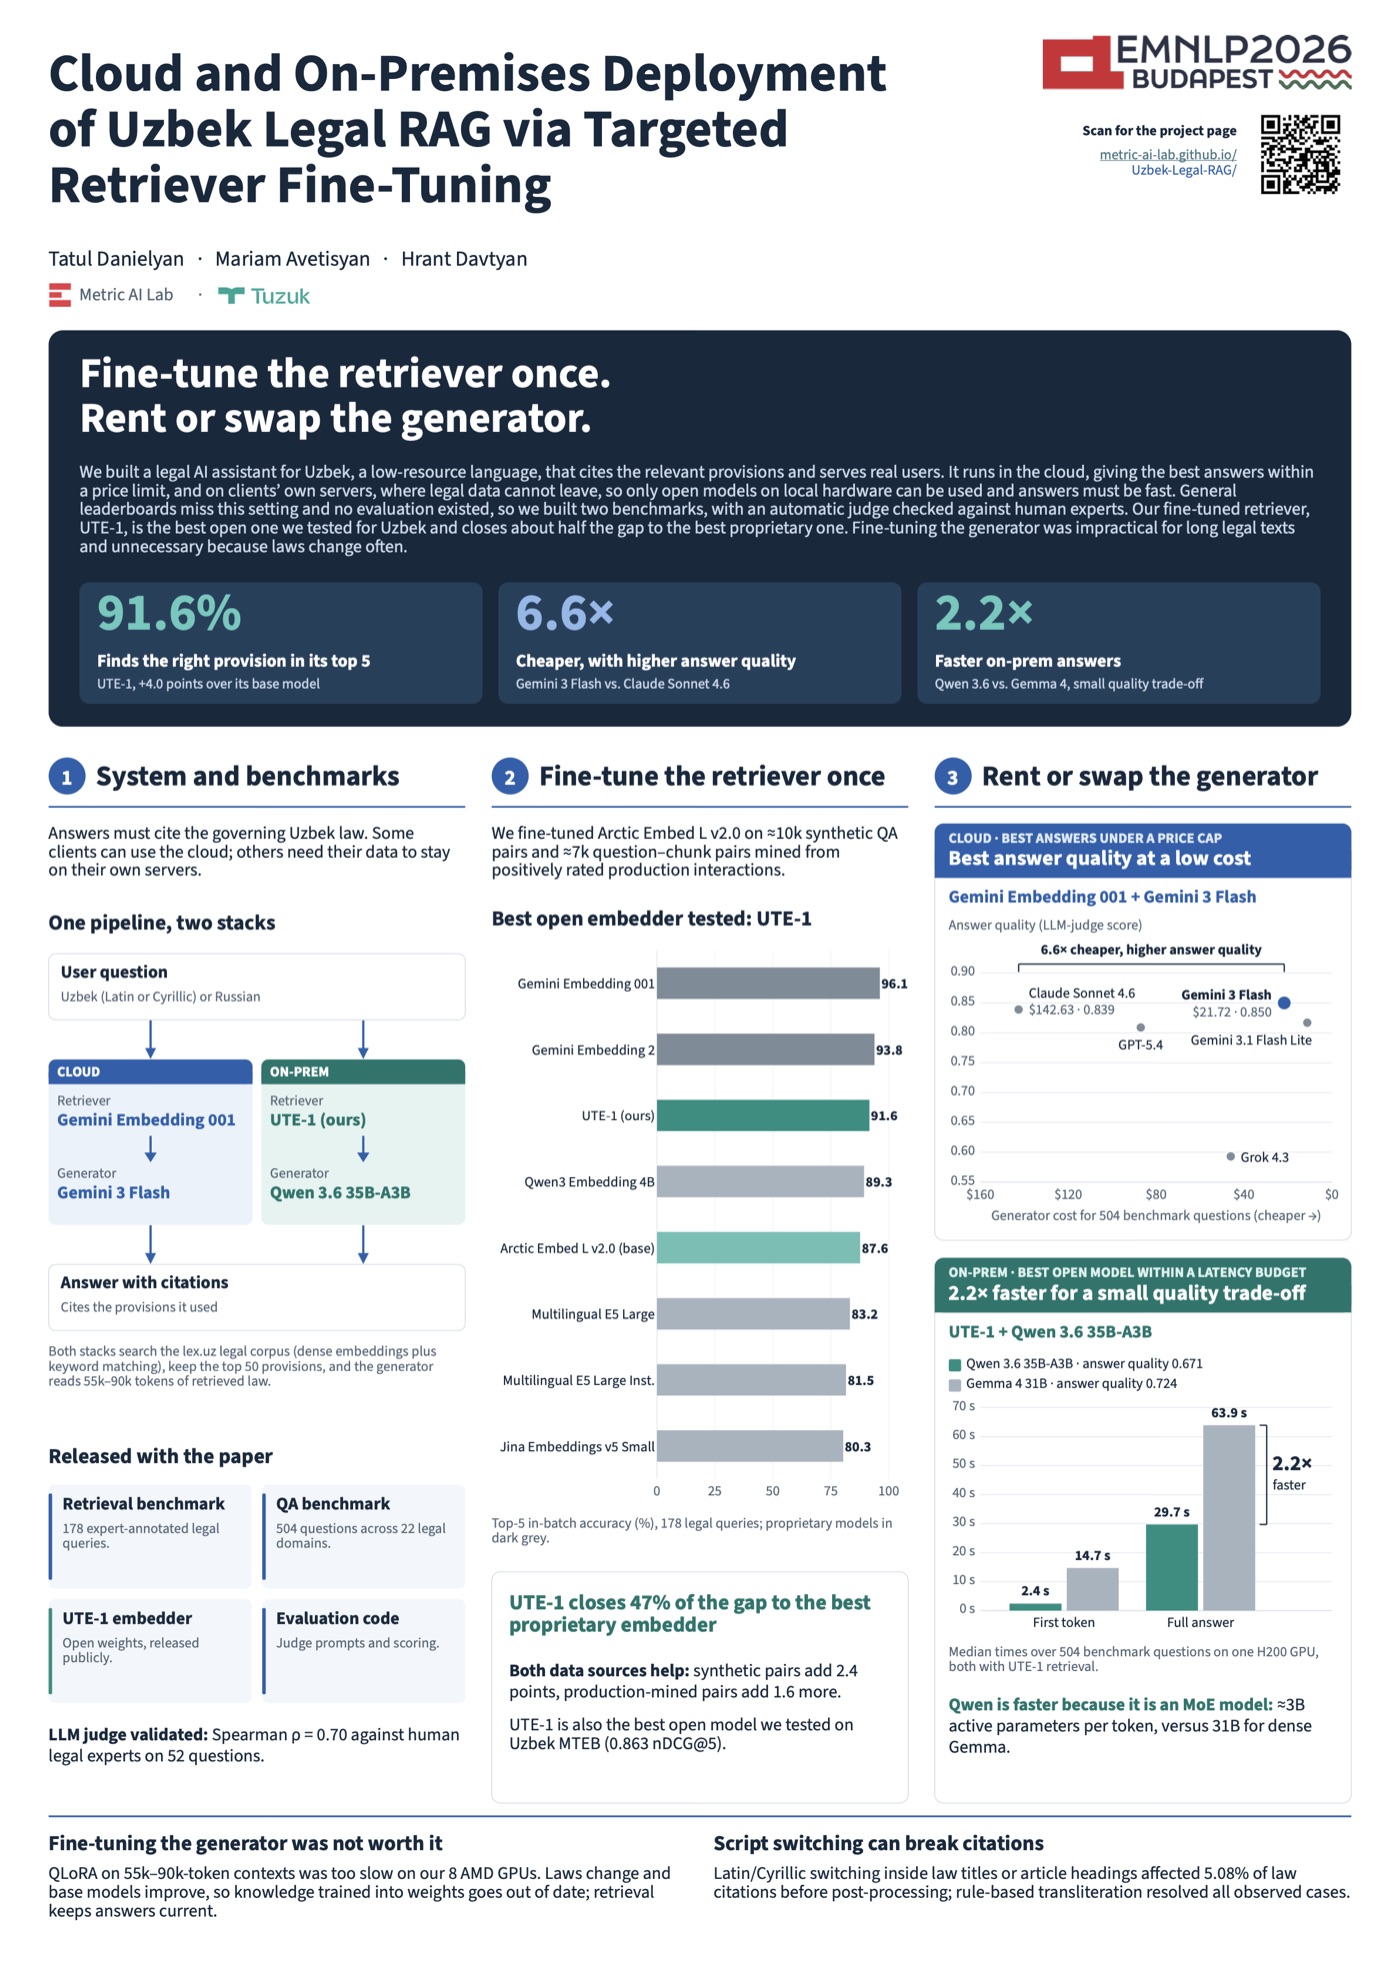 Cloud and On-Premises Deployment
of Uzbek Legal RAG via Targeted
Retriever Fine-Tuning
EMNLP2026
BUDAPEST
Scan for the project page
metric-ai-lab.github.io/
Uzbek-Legal-RAG/
Tatul Danielyan · Mariam Avetisyan · Hrant Davtyan
Metric AI Lab · Tuzuk
Fine-tune the retriever once.
Rent or swap the generator.
We built a legal AI assistant for Uzbek, a low-resource language, that cites the relevant provisions and serves real users. It runs in the cloud, giving the best answers within
a price limit, and on clients’ own servers, where legal data cannot leave, so only open models on local hardware can be used and answers must be fast. General
leaderboards miss this setting and no evaluation existed, so we built two benchmarks, with an automatic judge checked against human experts. Our fine-tuned retriever,
UTE-1, is the best open one we tested for Uzbek and closes about half the gap to the best proprietary one. Fine-tuning the generator was impractical for long legal texts
and unnecessary because laws change often.
91.6%
Finds the right provision in its top 5
UTE-1, +4.0 points over its base model
6.6×
Cheaper, with higher answer quality
Gemini 3 Flash vs. Claude Sonnet 4.6
2.2×
Faster on-prem answers
Qwen 3.6 vs. Gemma 4, small quality trade-off
1 System and benchmarks
Answers must cite the governing Uzbek law. Some
clients can use the cloud; others need their data to stay
on their own servers.
One pipeline, two stacks
User question
Uzbek (Latin or Cyrillic) or Russian
CLOUD
Retriever
Gemini Embedding 001
Generator
Gemini 3 Flash
ON-PREM
Retriever
UTE-1 (ours)
Generator
Qwen 3.6 35B-A3B
Answer with citations
Cites the provisions it used
Both stacks search the lex.uz legal corpus (dense embeddings plus
keyword matching), keep the top 50 provisions, and the generator
reads 55k–90k tokens of retrieved law.
Released with the paper
Retrieval benchmark
178 expert-annotated legal
queries.
QA benchmark
504 questions across 22 legal
domains.
UTE-1 embedder
Open weights, released
publicly.
Evaluation code
Judge prompts and scoring.
LLM judge validated: Spearman ρ = 0.70 against human
legal experts on 52 questions.
2 Fine-tune the retriever once
We fine-tuned Arctic Embed L v2.0 on ≈10k synthetic QA
pairs and ≈7k question–chunk pairs mined from
positively rated production interactions.
Best open embedder tested: UTE-1
Gemini Embedding 001 96.1
Gemini Embedding 2 93.8
UTE-1 (ours) 91.6
Qwen3 Embedding 4B 89.3
Arctic Embed L v2.0 (base) 87.6
Multilingual E5 Large 83.2
Multilingual E5 Large Inst. 81.5
Jina Embeddings v5 Small 80.3
0 25 50 75 100
Top-5 in-batch accuracy (%), 178 legal queries; proprietary models in
dark grey.
UTE-1 closes 47% of the gap to the best
proprietary embedder
Both data sources help: synthetic pairs add 2.4
points, production-mined pairs add 1.6 more.
UTE-1 is also the best open model we tested on
Uzbek MTEB (0.863 nDCG@5).
3 Rent or swap the generator
CLOUD · BEST ANSWERS UNDER A PRICE CAP
Best answer quality at a low cost
Gemini Embedding 001 + Gemini 3 Flash
Answer quality (LLM-judge score)
6.6× cheaper, higher answer quality
0.90
0.85
0.80
0.75
0.70
0.65
0.60
0.55
Claude Sonnet 4.6
$142.63 · 0.839
Gemini 3 Flash
$21.72 · 0.850
GPT-5.4
Gemini 3.1 Flash Lite
Grok 4.3
$160 $120 $80 $40 $0
Generator cost for 504 benchmark questions (cheaper →)
ON-PREM · BEST OPEN MODEL WITHIN A LATENCY BUDGET
2.2× faster for a small quality trade-off
UTE-1 + Qwen 3.6 35B-A3B
Qwen 3.6 35B-A3B · answer quality 0.671
Gemma 4 31B · answer quality 0.724
70 s
60 s
50 s
40 s
30 s
20 s
10 s
0 s
2.4 s
14.7 s
29.7 s
63.9 s
2.2×
faster
First token
Full answer
Median times over 504 benchmark questions on one H200 GPU,
both with UTE-1 retrieval.
Qwen is faster because it is an MoE model: ≈3B
active parameters per token, versus 31B for dense
Gemma.
Fine-tuning the generator was not worth it
QLoRA on 55k–90k-token contexts was too slow on our 8 AMD GPUs. Laws change and
base models improve, so knowledge trained into weights goes out of date; retrieval
keeps answers current.
Script switching can break citations
Latin/Cyrillic switching inside law titles or article headings affected 5.08% of law
citations before post-processing; rule-based transliteration resolved all observed cases.